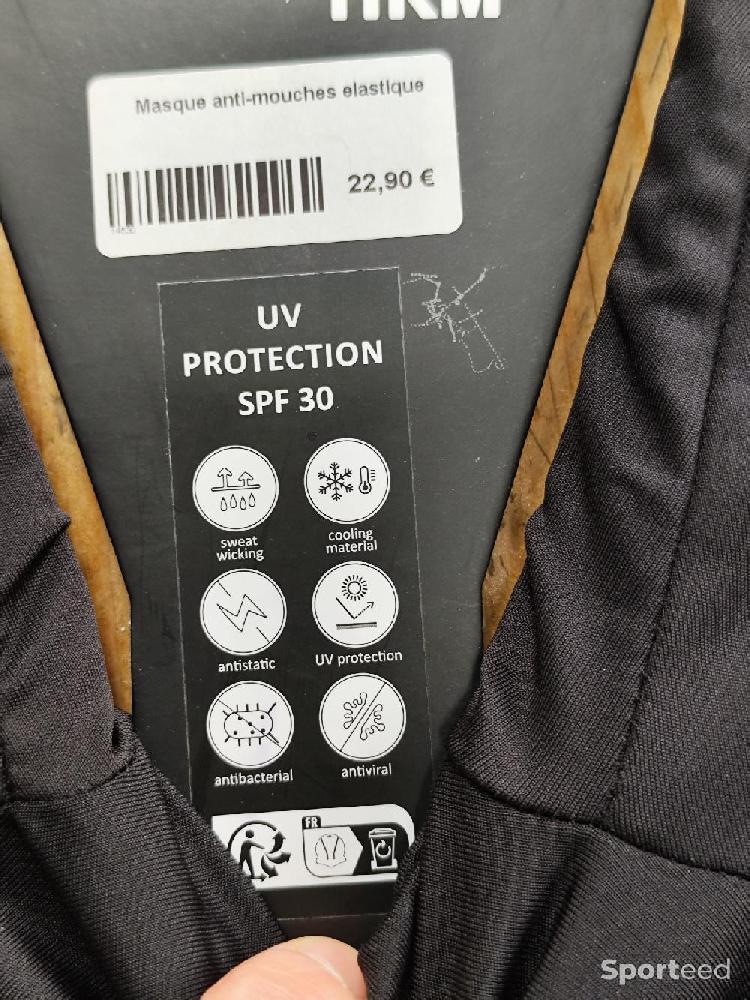 HKM
Masque anti-mouches elastique
22,90 €
UV
PROTECTION
SPF 30
sweat
wicking
cooling
material
antistatic
UV protection
antibacterial
antiviral
FR
Sporteed